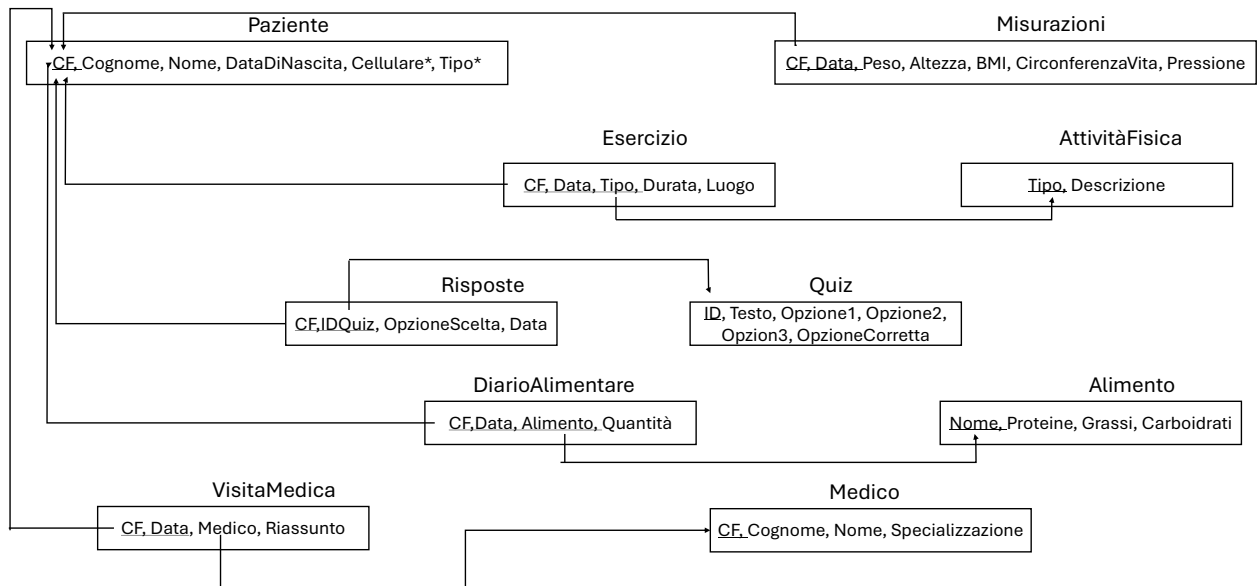 Paziente
CF, Cognome, Nome, DataDiNascita, Cellulare*, Tipo*
Misurazioni
CF, Data, Peso, Altezza, BMI, CirconferenzaVita, Pressione
Esercizio
CF, Data, Tipo, Durata, Luogo
AttivitàFisica
Tipo, Descrizione
Risposte
CF,IDQuiz, OpzioneScelta, Data
Quiz
ID, Testo, Opzione1, Opzione2,
Opzion3, OpzioneCorretta
DiarioAlimentare
CF,Data, Alimento, Quantità
Alimento
Nome, Proteine, Grassi, Carboidrati
VisitaMedica
CF, Data, Medico, Riassunto
Medico
CF, Cognome, Nome, Specializzazione